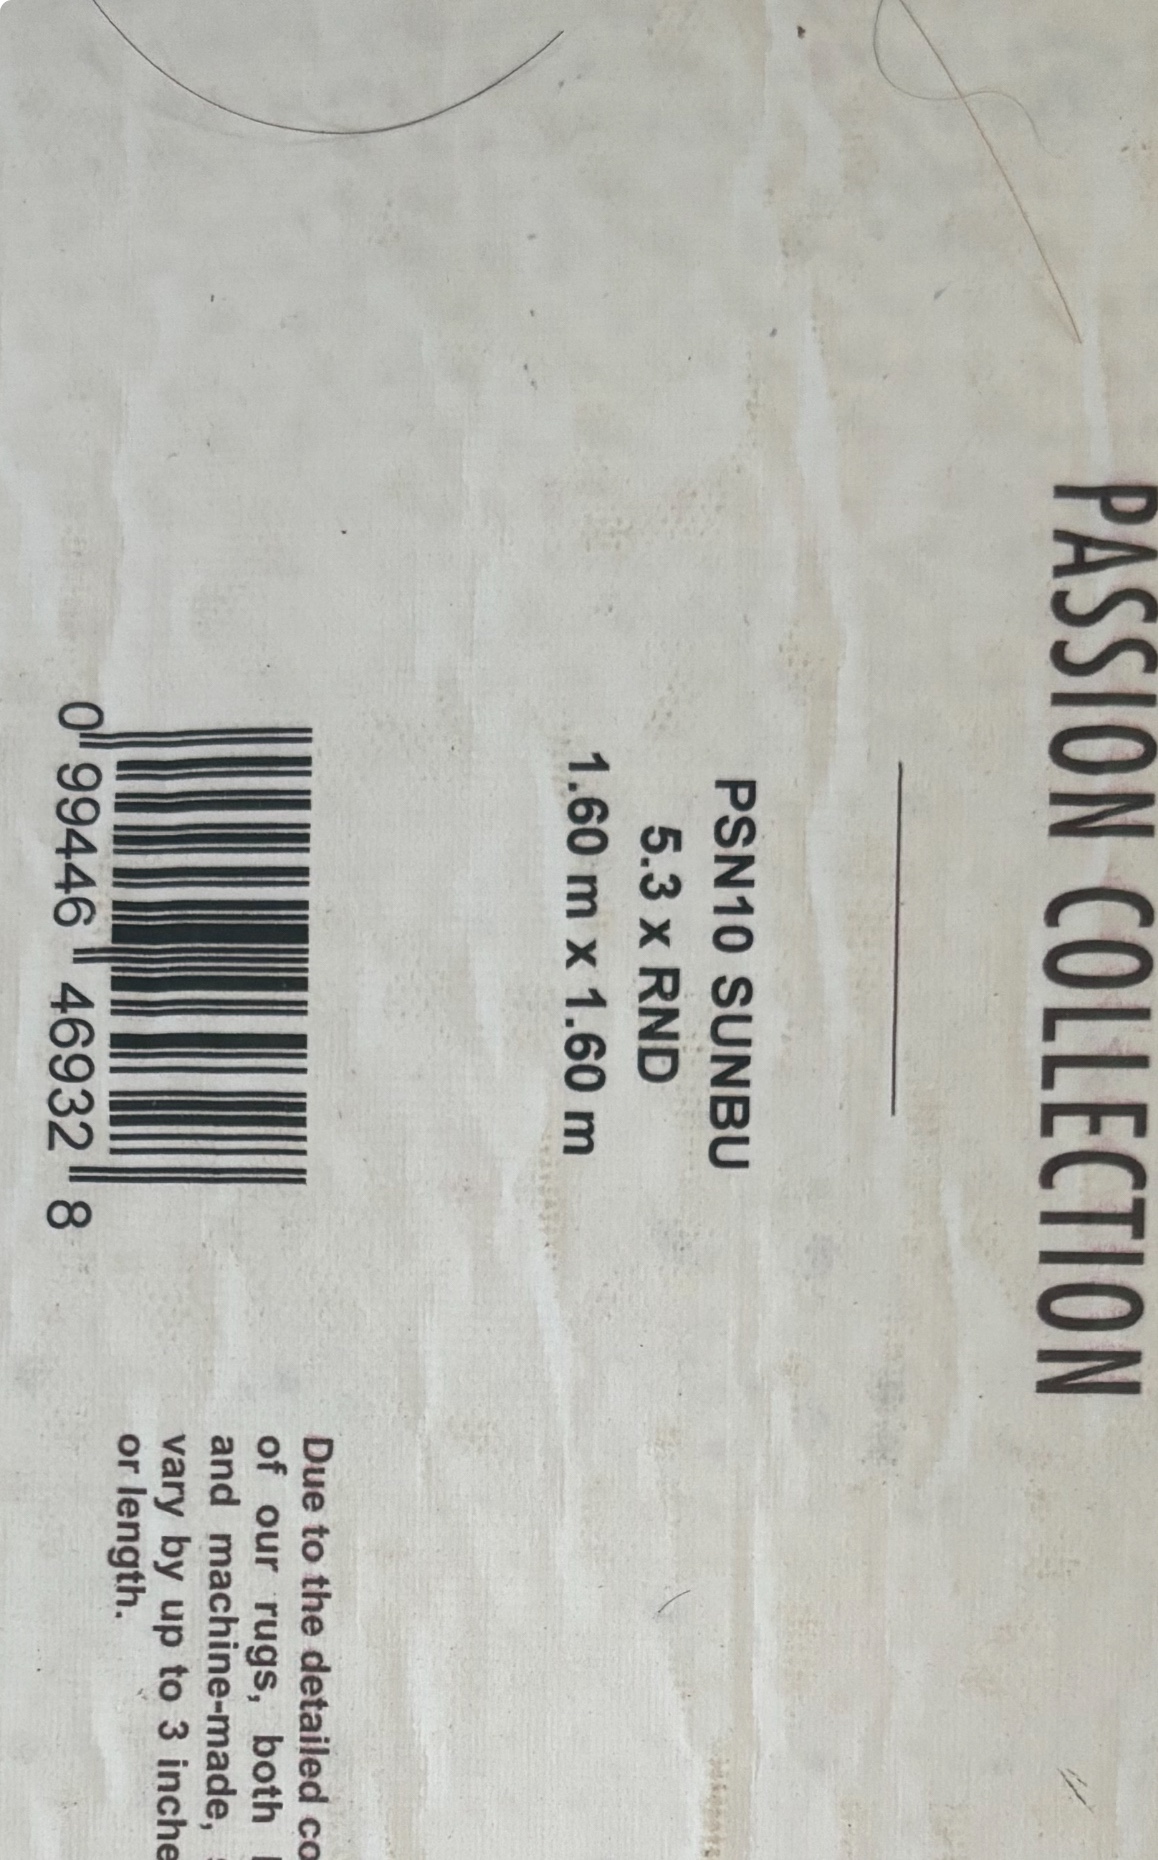 PASSION COLLECTION
PSN10 SUNBU
5.3 x RND
1.60 m x 1.60 m
0 99446 46932 8
Due to the detailed
of our rugs, both
and machine-made,
vary by up to 3
or length.